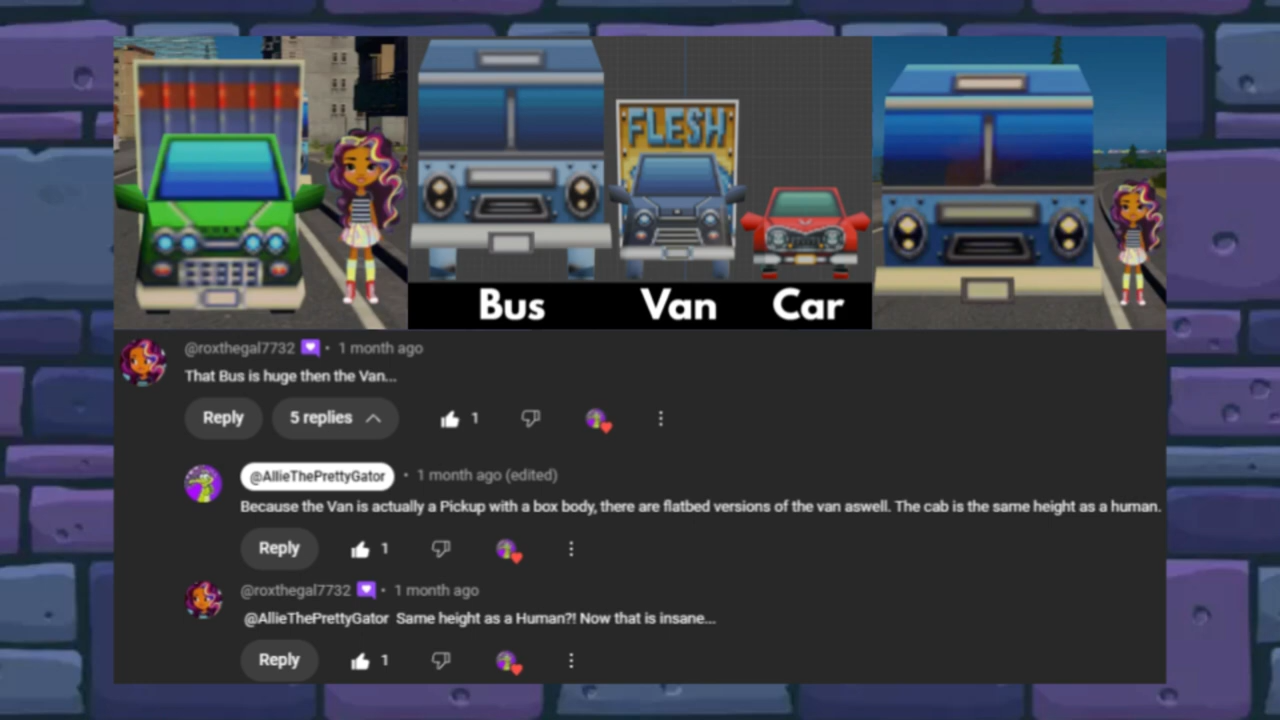 FLESH
Bus
Van
Car
@roxthegal7732 • 1 month ago
That Bus is huge then the Van...
Reply
5 replies
1
@AllieThePrettyGator • 1 month ago (edited)
Because the Van is actually a Pickup with a box body, there are flatbed versions of the van aswell. The cab is the same height as a human.
Reply
1
@roxthegal7732 • 1 month ago
@AllieThePrettyGator Same height as a Human?! Now that is insane...
Reply
1